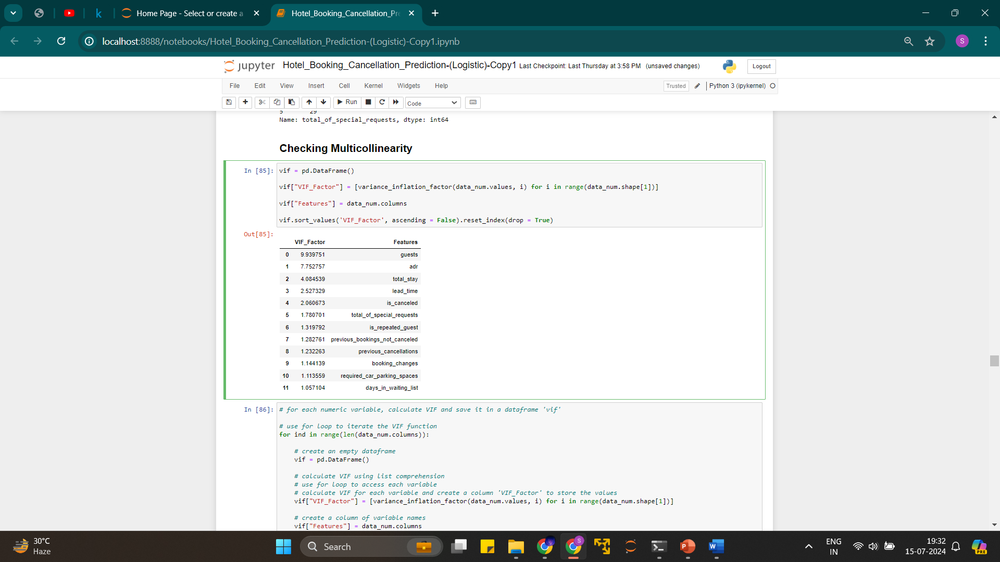 Home Page - Select or create a
Hotel_Booking_Cancellation_Pre
localhost:8888/notebooks/Hotel_Booking_Cancellation_Prediction-(Logistic)-Copy1.ipynb
S
jupyter Hotel_Booking_Cancellation_Prediction-(Logistic)-Copy1 Last Checkpoint: Last Thursday at 3:58 PM (unsaved changes)
Logout
File Edit View Insert Cell Kernel Widgets Help
Trusted Python 3 (ipykernel)
Run Code
5 29
Name: total_of_special_requests, dtype: int64
Checking Multicollinearity
In [85]: vif = pd.DataFrame()
vif["VIF_Factor"] = [variance_inflation_factor(data_num.values, i) for i in range(data_num.shape[1])]
vif["Features"] = data_num.columns
vif.sort_values('VIF_Factor', ascending = False).reset_index(drop = True)
Out[85]:
VIF_Factor Features
0 9.939751 guests
1 7.752757 adr
2 4.084539 total_stay
3 2.527329 lead_time
4 2.060673 is_canceled
5 1.780701 total_of_special_requests
6 1.319792 is_repeated_guest
7 1.282761 previous_bookings_not_canceled
8 1.232263 previous_cancellations
9 1.144139 booking_changes
10 1.113559 required_car_parking_spaces
11 1.057104 days_in_waiting_list
In [86]: # for each numeric variable, calculate VIF and save it in a dataframe 'vif'
# use for loop to iterate the VIF function
for ind in range(len(data_num.columns)):
# create an empty dataframe
vif = pd.DataFrame()
# calculate VIF using list comprehension
# use for loop to access each variable
# calculate VIF for each variable and create a column 'VIF_Factor' to store the values
vif["VIF_Factor"] = [variance_inflation_factor(data_num.values, i) for i in range(data_num.shape[1])]
# create a column of variable names
vif["Features"] = data_num.columns
30°C
Haze
Search
S
P
W
ENG
IN
19:32
15-07-2024
PRE